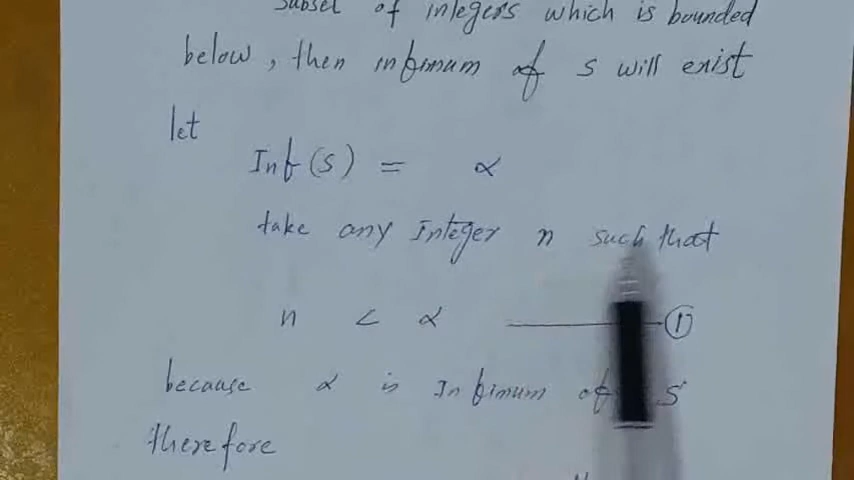 subset of integers which is bounded
below, then infimum of S will exist
let
Inf(S) = α
take any Integer n such that
n < α ——— ①
because α is Infimum of S
therefore